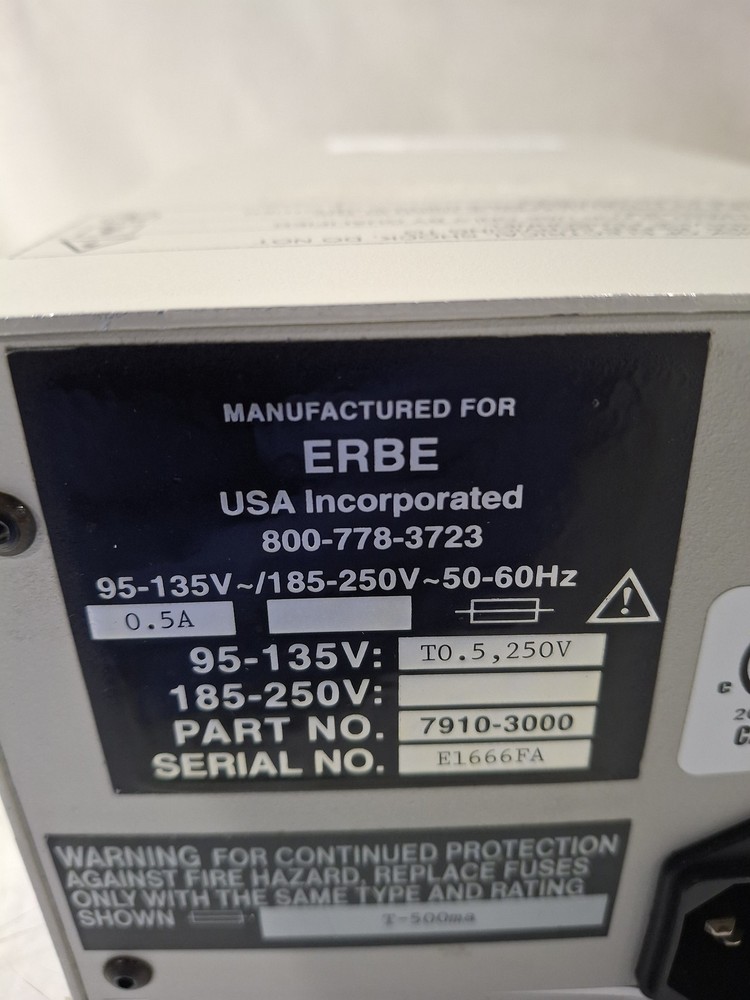 MANUFACTURED FOR
ERBE
USA Incorporated
800-778-3723
95-135V~/185-250V~50-60Hz
0.5A
95-135V: T0.5,250V
185-250V:
PART NO. 7910-3000
SERIAL NO. E1666FA
WARNING FOR CONTINUED PROTECTION
AGAINST FIRE HAZARD, REPLACE FUSES
ONLY WITH THE SAME TYPE AND RATING
SHOWN T-500ma
C